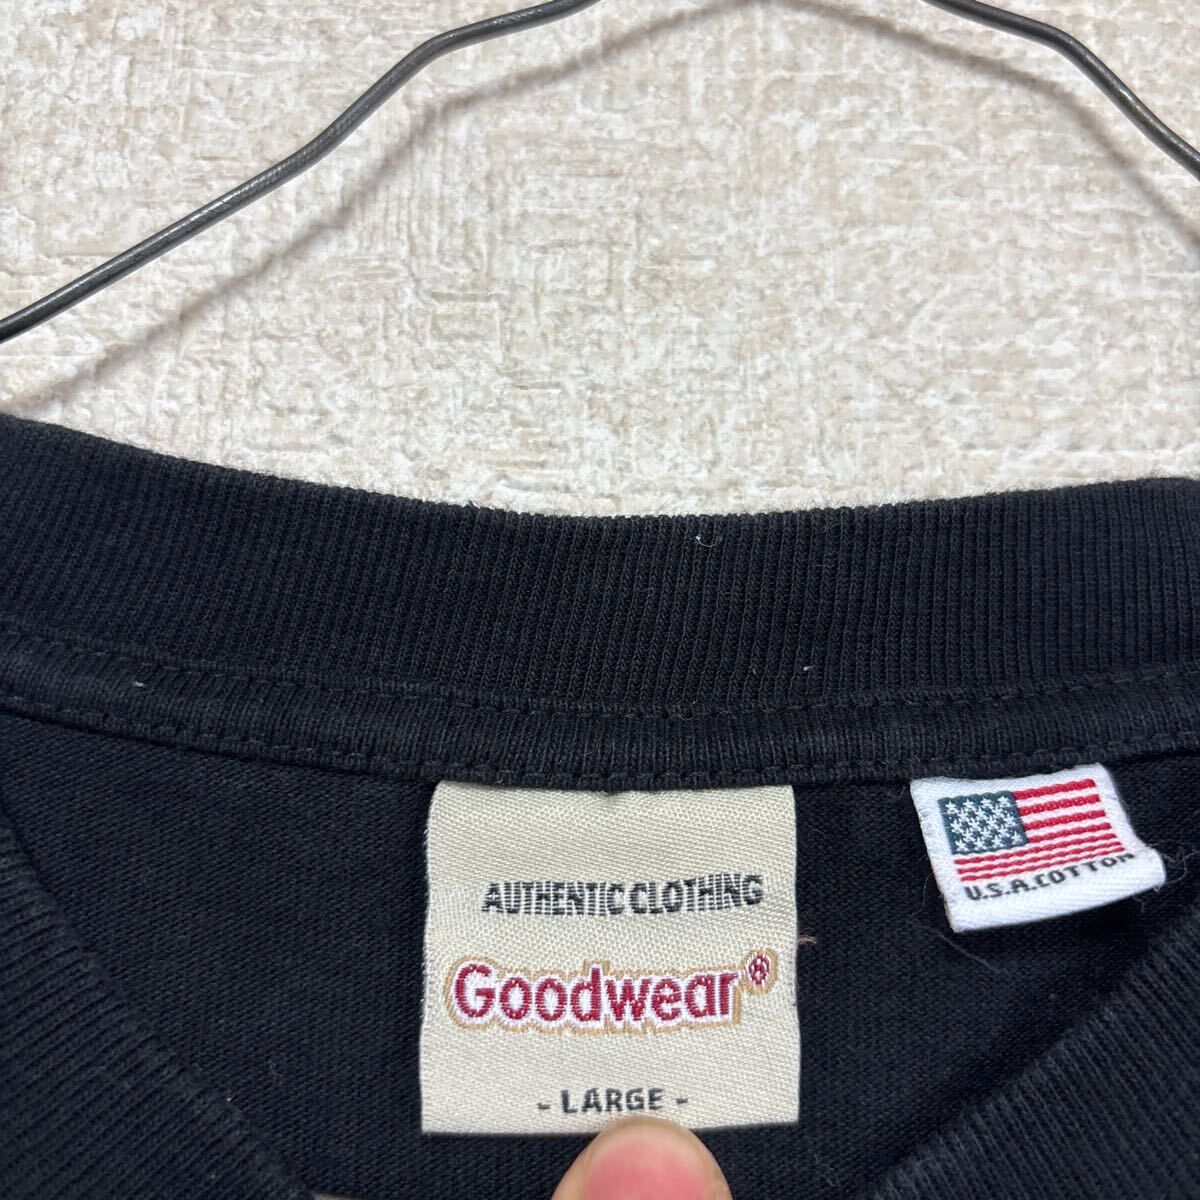 AUTHENTIC CLOTHING
Goodwear®
- LARGE -
U.S.A.COTTON